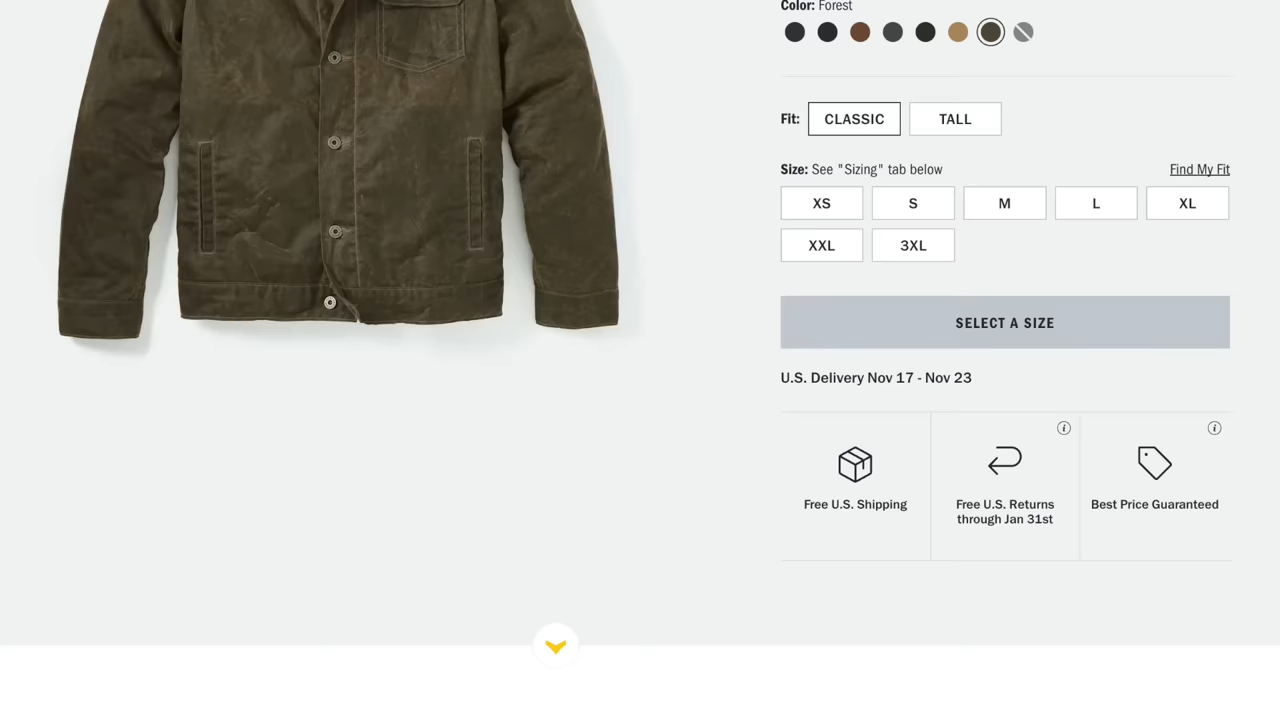 Color: Forest
Fit:
CLASSIC
TALL
Size: See "Sizing" tab below
Find My Fit
XS
S
M
L
XL
XXL
3XL
SELECT A SIZE
U.S. Delivery Nov 17 - Nov 23
Free U.S. Shipping
Free U.S. Returns
through Jan 31st
Best Price Guaranteed